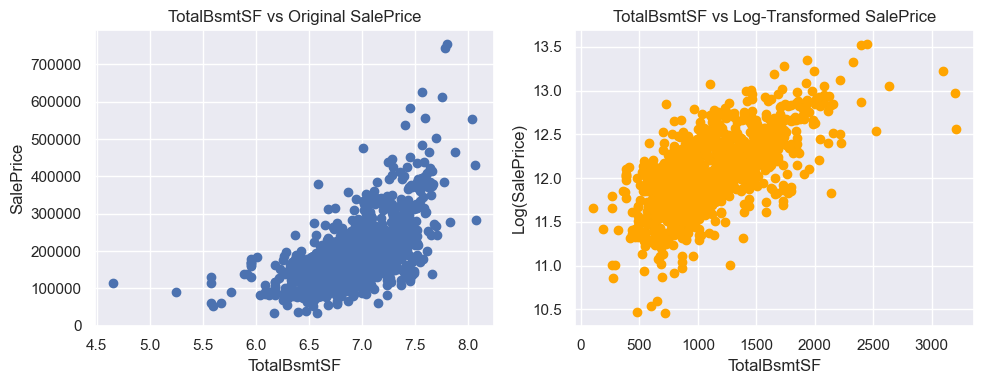 TotalBsmtSF vs Original SalePrice
700000
600000
500000
400000
300000
200000
100000
0
SalePrice
4.5 5.0 5.5 6.0 6.5 7.0 7.5 8.0
TotalBsmtSF
TotalBsmtSF vs Log-Transformed SalePrice
13.5
13.0
12.5
12.0
11.5
11.0
10.5
Log(SalePrice)
0 500 1000 1500 2000 2500 3000
TotalBsmtSF